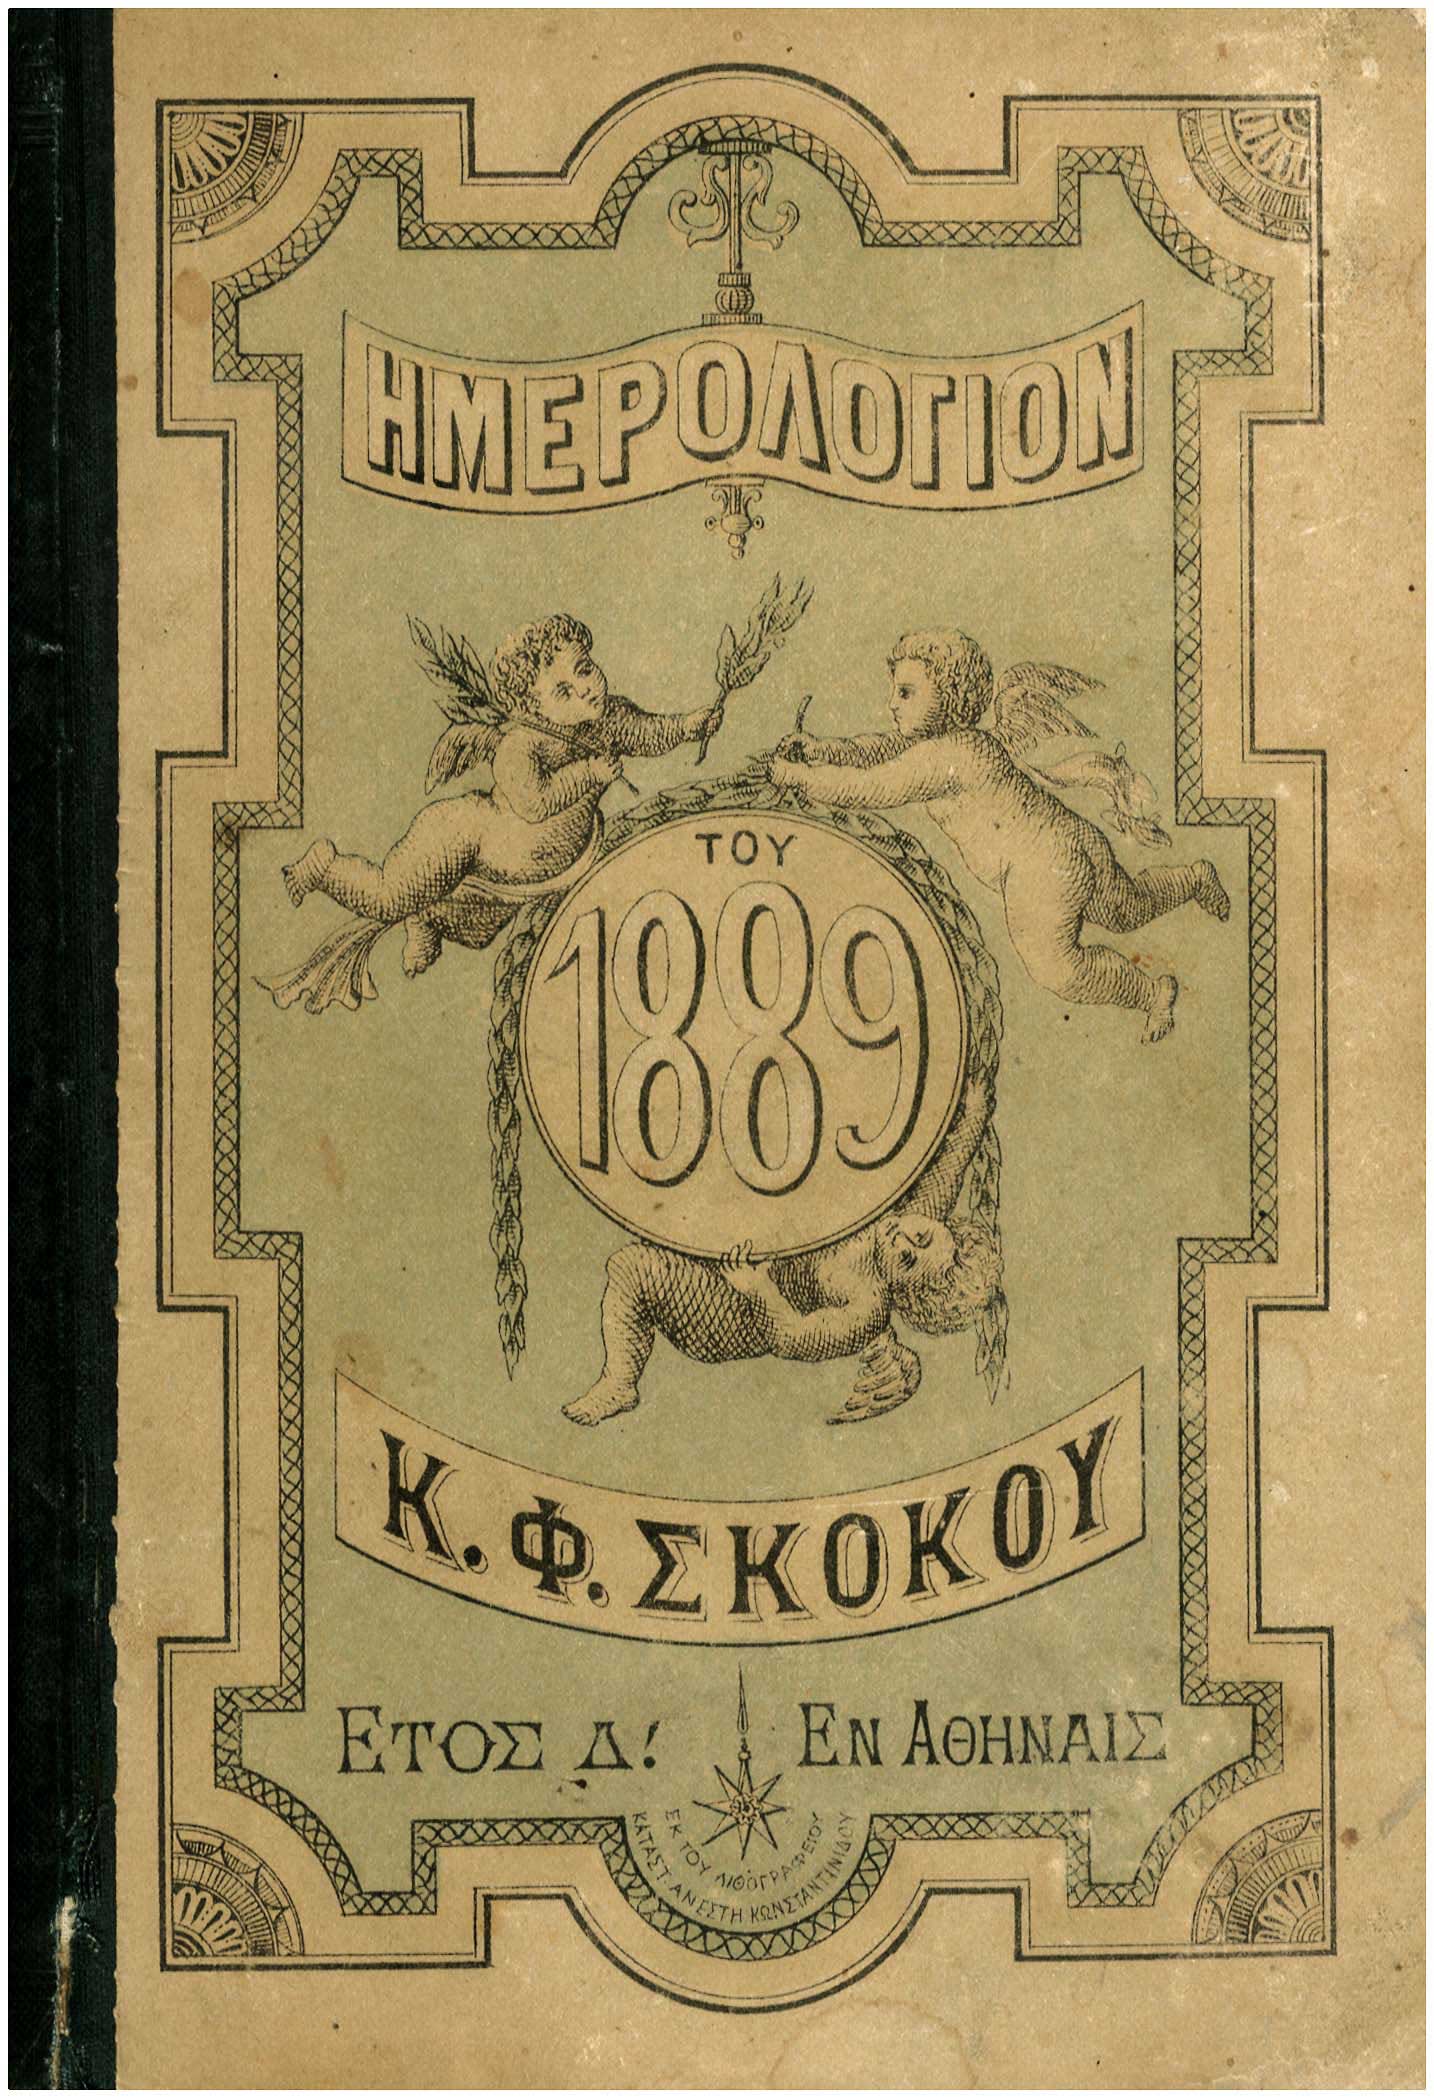 ΗΜΕΡΟΛΟΓΙΟΝ
ΤΟΥ
1889
Κ. Φ. ΣΚΟΚΟΥ
ΕΤΟΣ Δ!
ΕΝ ΑΘΗΝΑΙΣ
ΕΚ ΤΟΥ ΛΙΘΟΓΡΑΦΕΙΟΥ
ΚΑΤΑΣΤ. ΑΝΕΣΤΗ ΚΩΝΣΤΑΝΤΙΝΙΔΟΥ